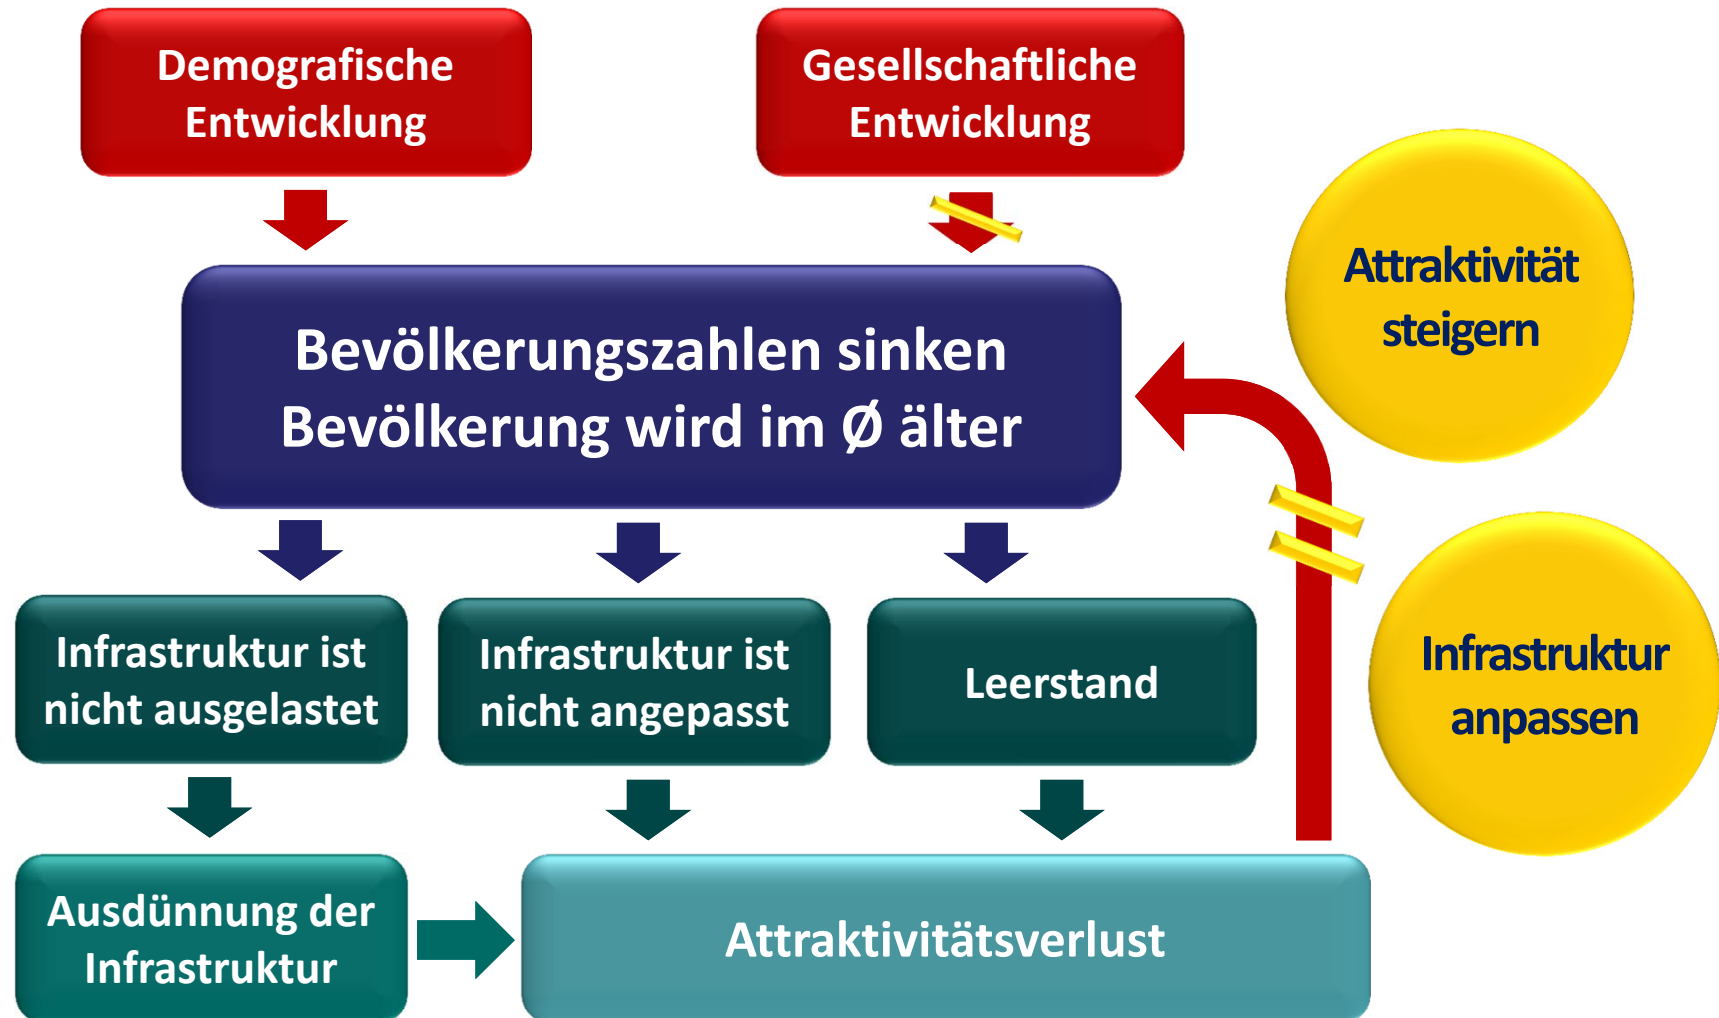 Demografische
Entwicklung
Gesellschaftliche
Entwicklung
Attraktivität
steigern
Bevölkerungszahlen sinken
Bevölkerung wird im Ø älter
Infrastruktur ist
nicht ausgelastet
Infrastruktur ist
nicht angepasst
Leerstand
Infrastruktur
anpassen
Ausdünnung der
Infrastruktur
Attraktivitätsverlust